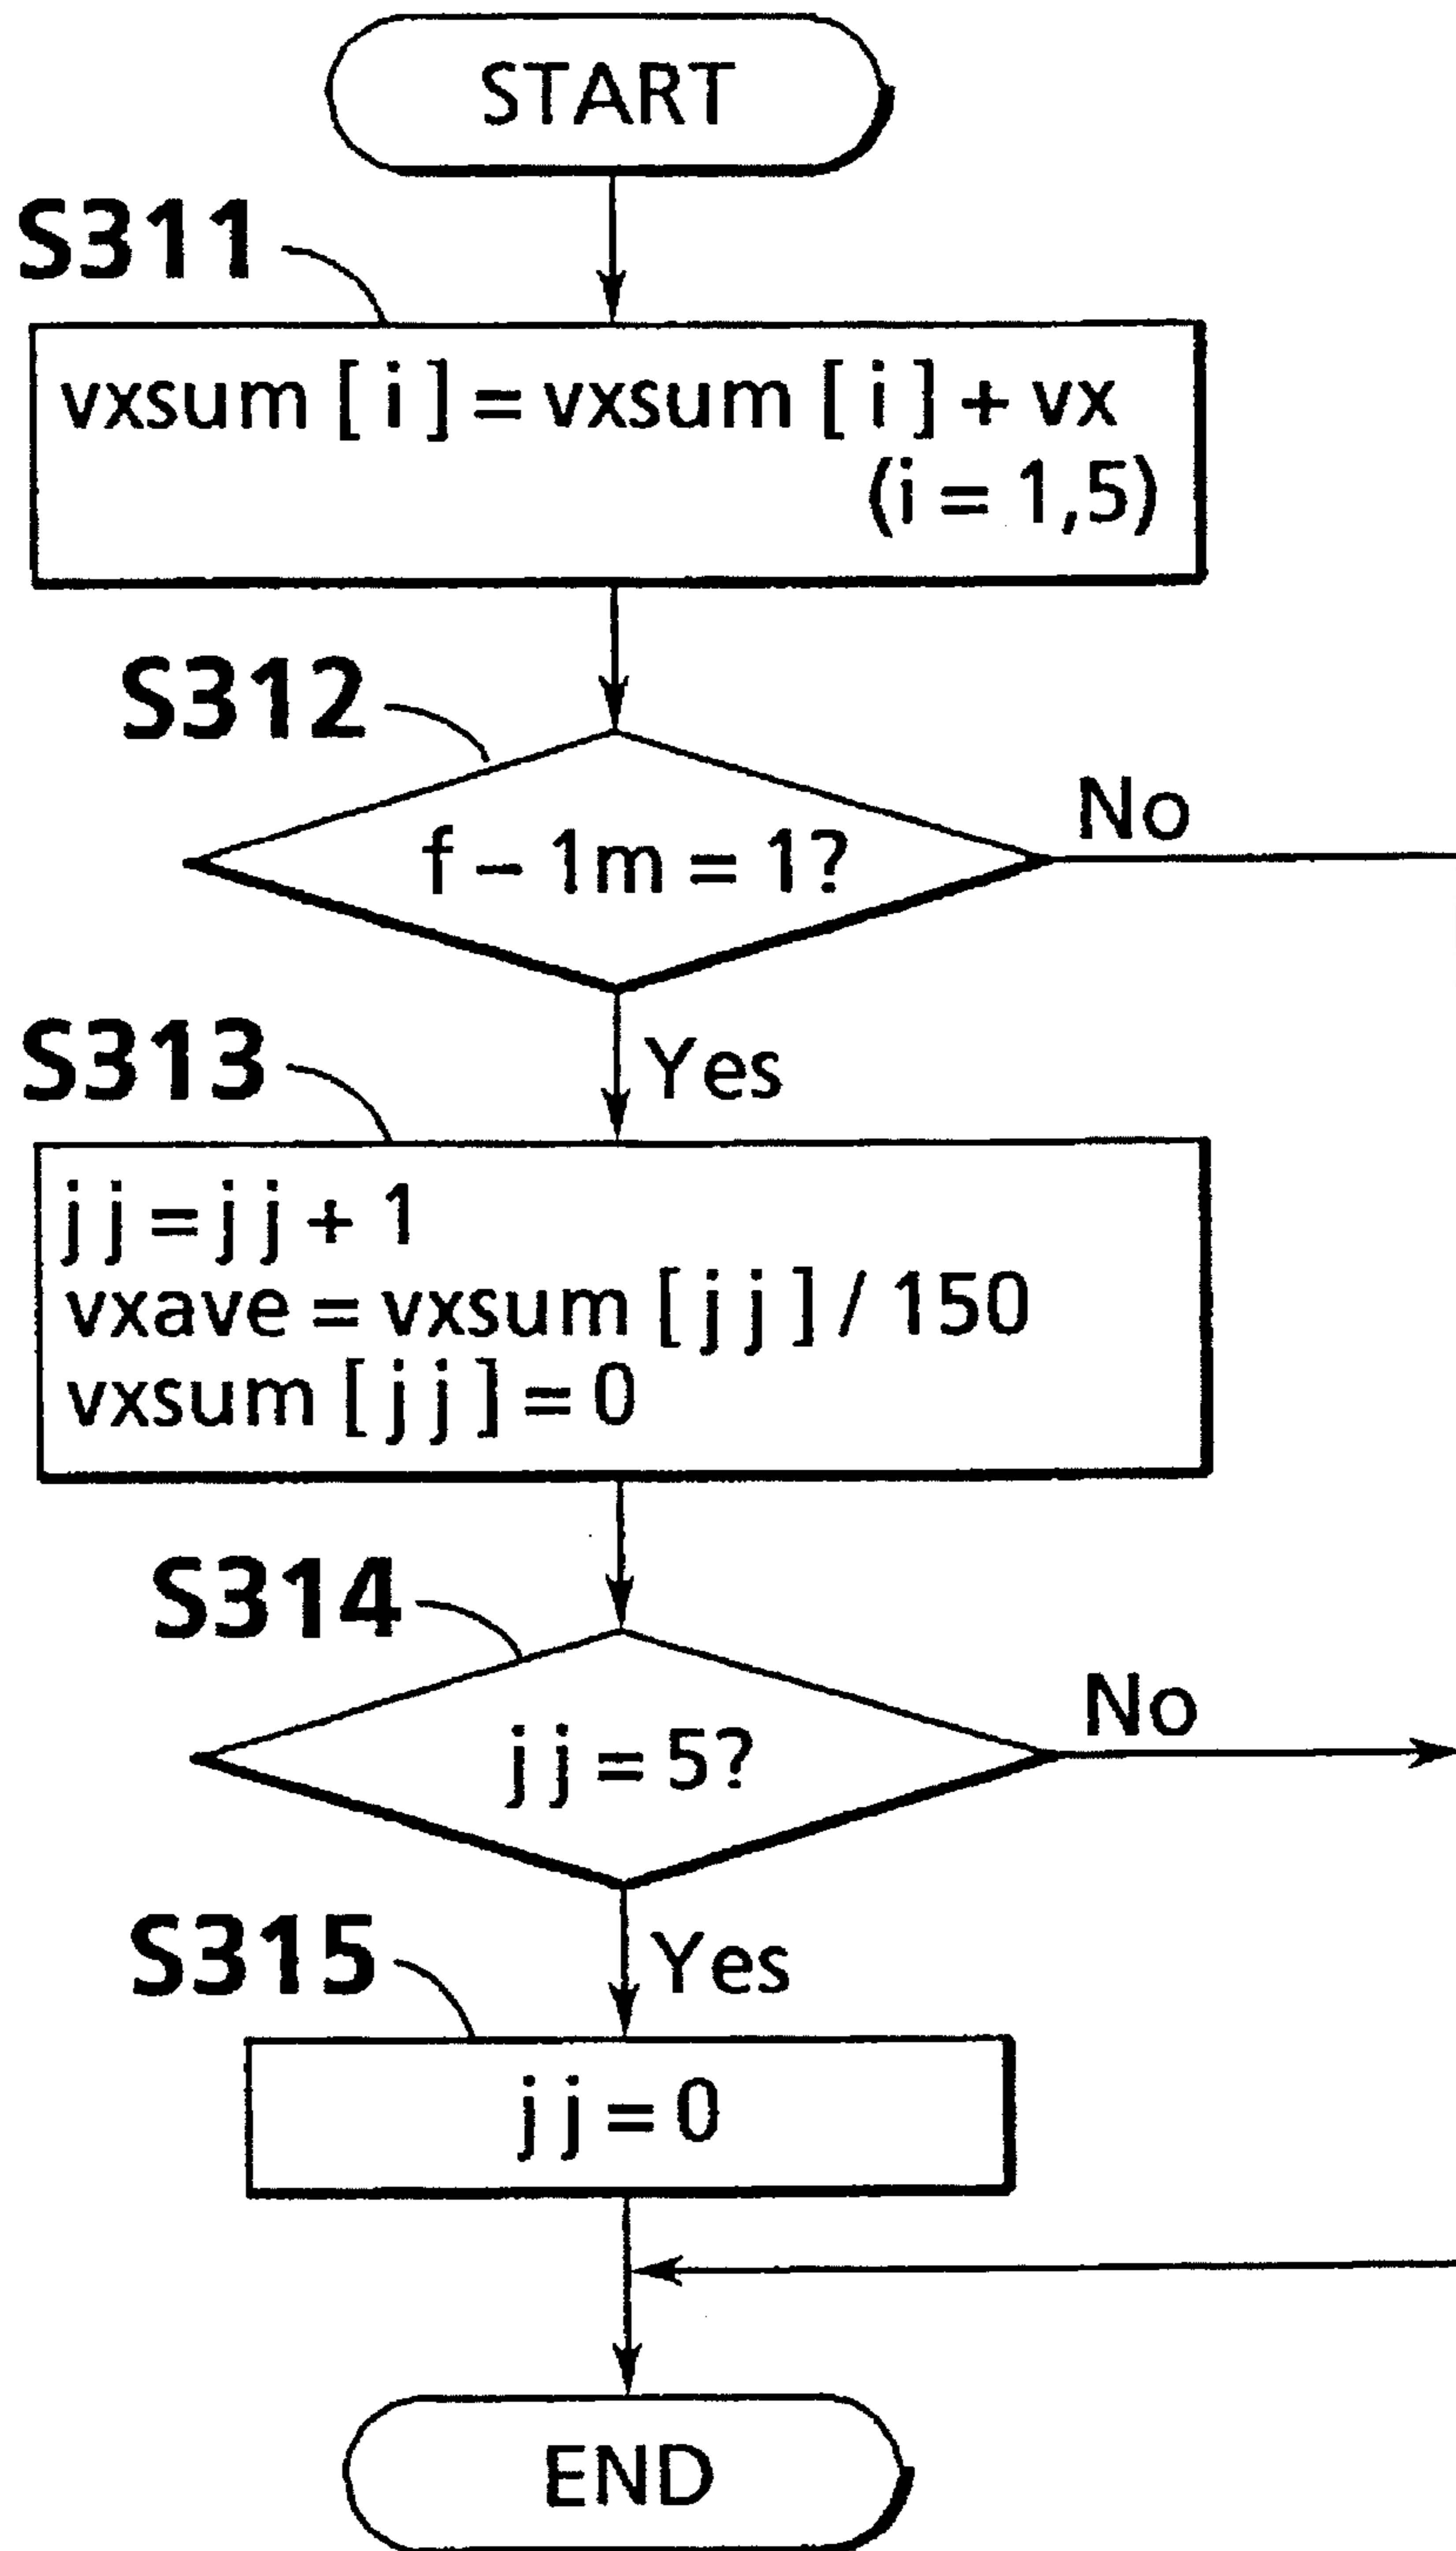 START
S311
vxsum [ i ] = vxsum [ i ] + vx
(i = 1,5)
S312
f – 1m = 1?
No
Yes
S313
j j = j j + 1
vxave = vxsum [ j j ] / 150
vxsum [ j j ] = 0
S314
j j = 5?
No
Yes
S315
j j = 0
END